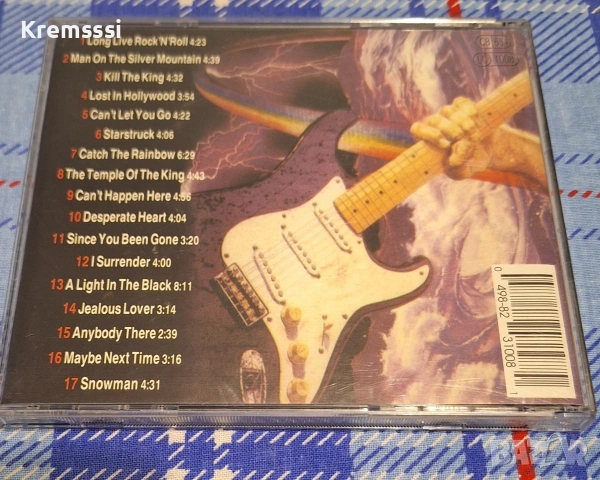 Kremsssi
1 Long Live Rock'N'Roll 4:23
2 Man On The Silver Mountain 4:39
3 Kill The King 4:32
4 Lost In Hollywood 3:54
5 Can't Let You Go 4:22
6 Starstruck 4:06
7 Catch The Rainbow 6:29
8 The Temple Of The King 4:43
9 Can't Happen Here 4:56
10 Desperate Heart 4:04
11 Since You Been Gone 3:20
12 I Surrender 4:00
13 A Light In The Black 8:11
14 Jealous Lover 3:14
15 Anybody There 2:39
16 Maybe Next Time 3:16
17 Snowman 4:31
0 498-82 31008 1